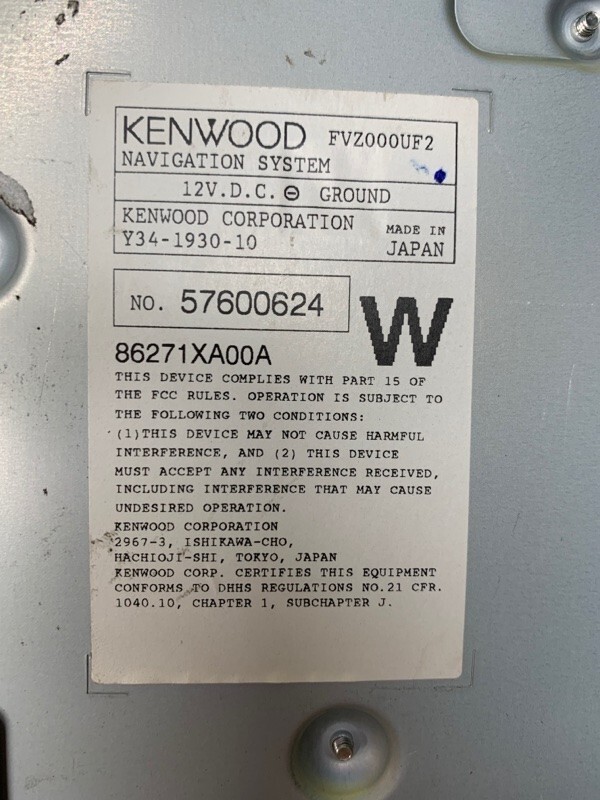 KENWOOD FVZ000UF2
NAVIGATION SYSTEM
12V.D.C. ⊖ GROUND
KENWOOD CORPORATION
Y34-1930-10
MADE IN
JAPAN
NO. 57600624
W
86271XA00A
THIS DEVICE COMPLIES WITH PART 15 OF
THE FCC RULES. OPERATION IS SUBJECT TO
THE FOLLOWING TWO CONDITIONS:
(1)THIS DEVICE MAY NOT CAUSE HARMFUL
INTERFERENCE, AND (2) THIS DEVICE
MUST ACCEPT ANY INTERFERENCE RECEIVED,
INCLUDING INTERFERENCE THAT MAY CAUSE
UNDESIRED OPERATION.
KENWOOD CORPORATION
2967-3, ISHIKAWA-CHO,
HACHIOJI-SHI, TOKYO, JAPAN
KENWOOD CORP. CERTIFIES THIS EQUIPMENT
CONFORMS TO DHHS REGULATIONS NO.21 CFR.
1040.10, CHAPTER 1, SUBCHAPTER J.